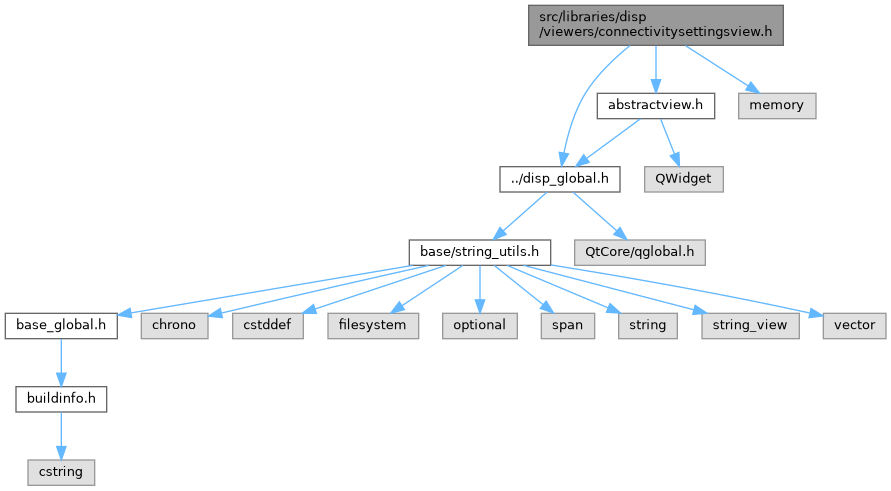 src/libraries/disp
/viewers/connectivitysettingsview.h
abstractview.h
memory
../disp_global.h
QWidget
base/string_utils.h
QtCore/qglobal.h
base_global.h
chrono
cstddef
filesystem
optional
span
string
string_view
vector
buildinfo.h
cstring